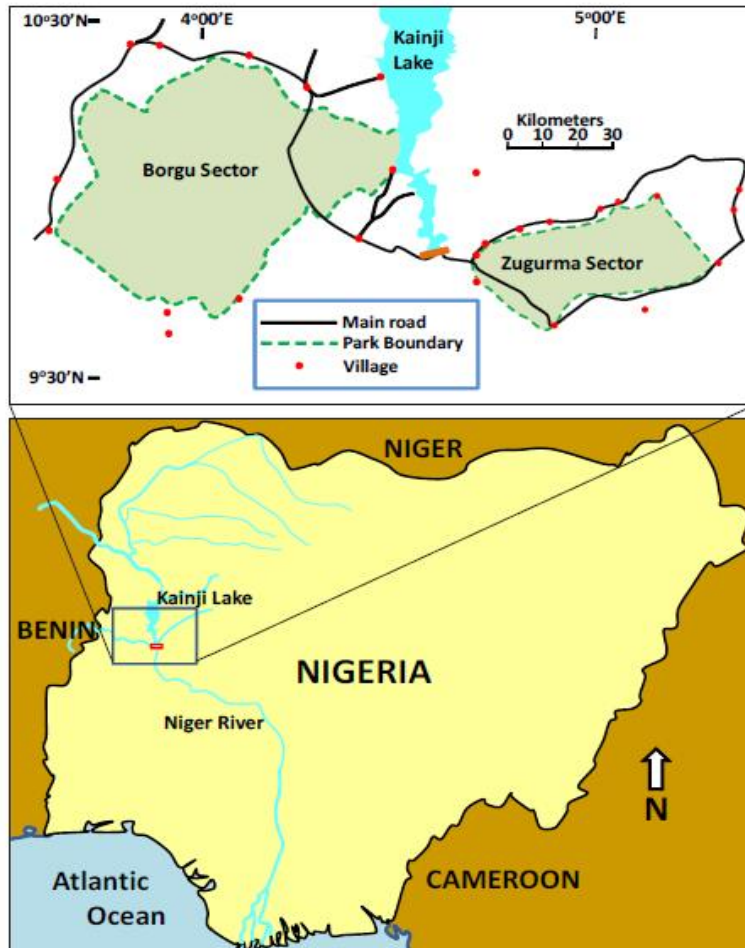 10°30'N
4°00'E
5°00'E
Kainji
Lake
Kilometers
0 10 20 30
Borgu Sector
Zugurma Sector
Main road
Park Boundary
Village
9°30'N
NIGER
Kainji Lake
BENIN
NIGERIA
Niger River
N
Atlantic
Ocean
CAMEROON